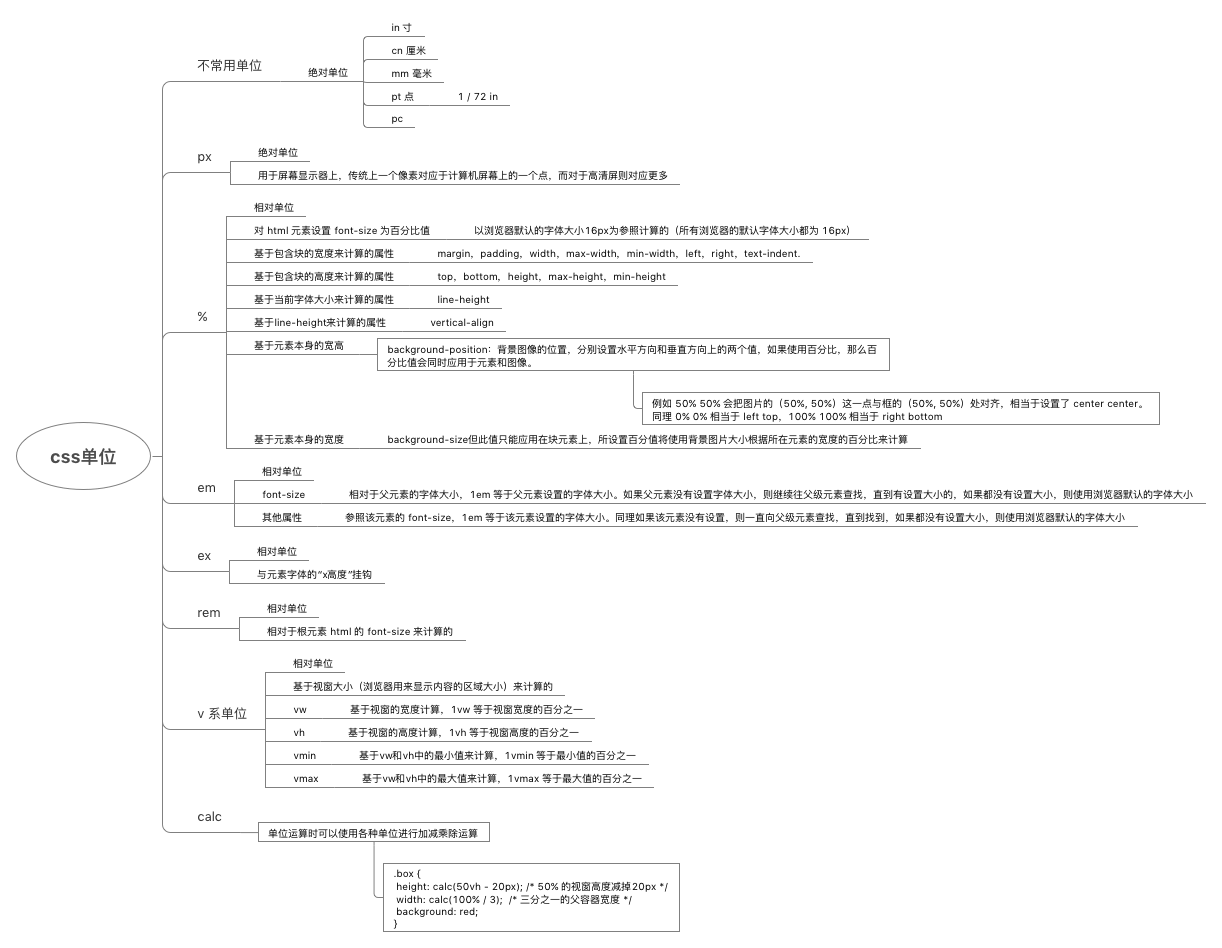 css单位
不常用单位
绝对单位
in 寸
cn 厘米
mm 毫米
pt 点
1 / 72 in
pc
px
绝对单位
用于屏幕显示器上，传统上一个像素对应于计算机屏幕上的一个点，而对于高清屏则对应更多
%
相对单位
对 html 元素设置 font-size 为百分比值
以浏览器默认的字体大小16px为参照计算的（所有浏览器的默认字体大小都为 16px）
基于包含块的宽度来计算的属性
margin，padding，width，max-width，min-width，left，right，text-indent.
基于包含块的高度来计算的属性
top，bottom，height，max-height，min-height
基于当前字体大小来计算的属性
line-height
基于line-height来计算的属性
vertical-align
基于元素本身的宽高
background-position：背景图像的位置，分别设置水平方向和垂直方向上的两个值，如果使用百分比，那么百
分比值会同时应用于元素和图像。
例如 50% 50% 会把图片的（50%, 50%）这一点与框的（50%, 50%）处对齐，相当于设置了 center center。
同理 0% 0% 相当于 left top，100% 100% 相当于 right bottom
基于元素本身的宽度
background-size但此值只能应用在块元素上，所设置百分值将使用背景图片大小根据所在元素的宽度的百分比来计算
em
相对单位
font-size
相对于父元素的字体大小，1em 等于父元素设置的字体大小。如果父元素没有设置字体大小，则继续往父级元素查找，直到有设置大小的，如果都没有设置大小，则使用浏览器默认的字体大小
其他属性
参照该元素的 font-size，1em 等于该元素设置的字体大小。同理如果该元素没有设置，则一直向父级元素查找，直到找到，如果都没有设置大小，则使用浏览器默认的字体大小
ex
相对单位
与元素字体的“x高度”挂钩
rem
相对单位
相对于根元素 html 的 font-size 来计算的
v 系单位
相对单位
基于视窗大小（浏览器用来显示内容的区域大小）来计算的
vw
基于视窗的宽度计算，1vw 等于视窗宽度的百分之一
vh
基于视窗的高度计算，1vh 等于视窗高度的百分之一
vmin
基于vw和vh中的最小值来计算，1vmin 等于最小值的百分之一
vmax
基于vw和vh中的最大值来计算，1vmax 等于最大值的百分之一
calc
单位运算时可以使用各种单位进行加减乘除运算
.box {
height: calc(50vh - 20px); /* 50% 的视窗高度减掉20px */
width: calc(100% / 3);  /* 三分之一的父容器宽度 */
background: red;
}